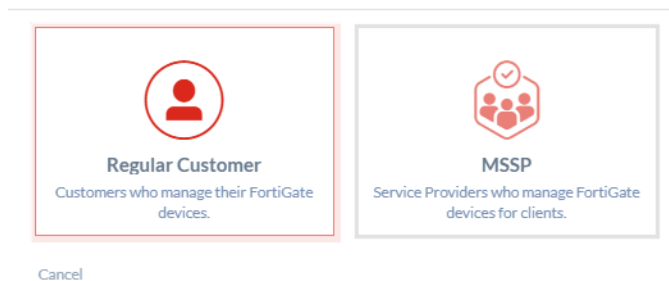 Regular Customer
Customers who manage their FortiGate
devices.
MSSP
Service Providers who manage FortiGate
devices for clients.
Cancel